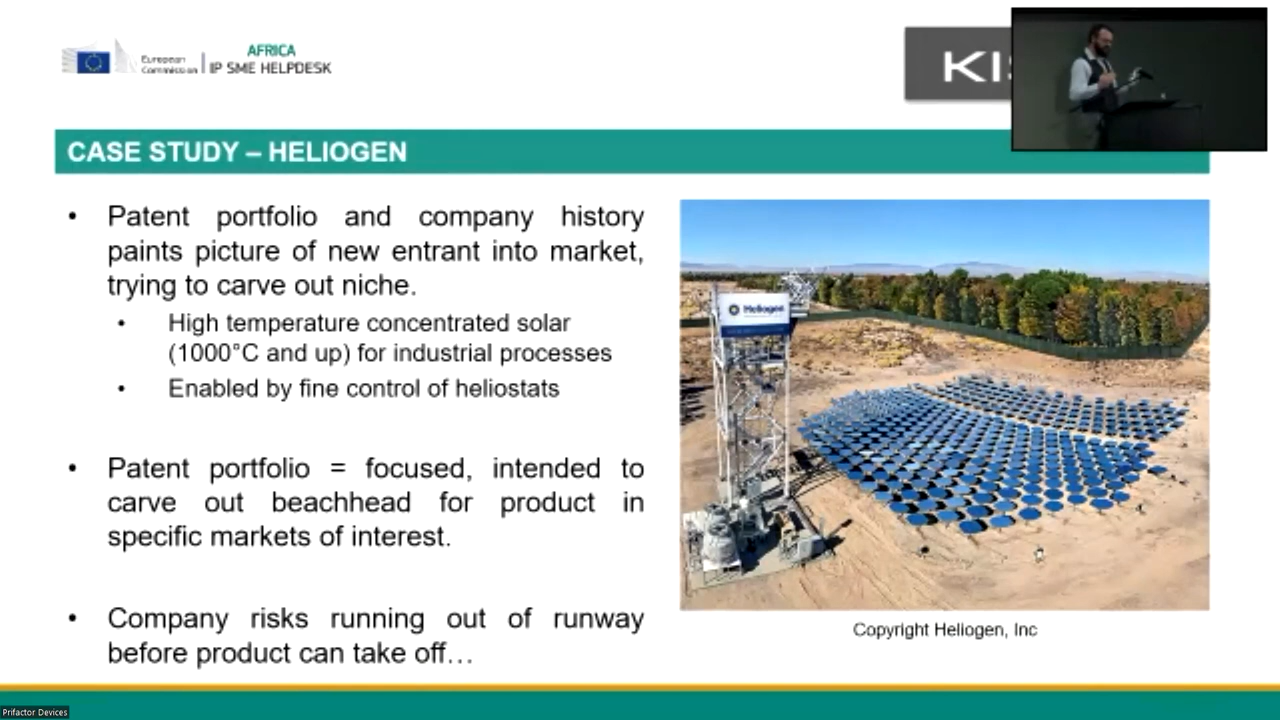 European
Commission
AFRICA
IP SME HELPDESK
CASE STUDY – HELIOGEN
• Patent portfolio and company history
paints picture of new entrant into market,
trying to carve out niche.
• High temperature concentrated solar
(1000°C and up) for industrial processes
• Enabled by fine control of heliostats
• Patent portfolio = focused, intended to
carve out beachhead for product in
specific markets of interest.
• Company risks running out of runway
before product can take off…
Heliogen
Copyright Heliogen, Inc
Prifactor Devices